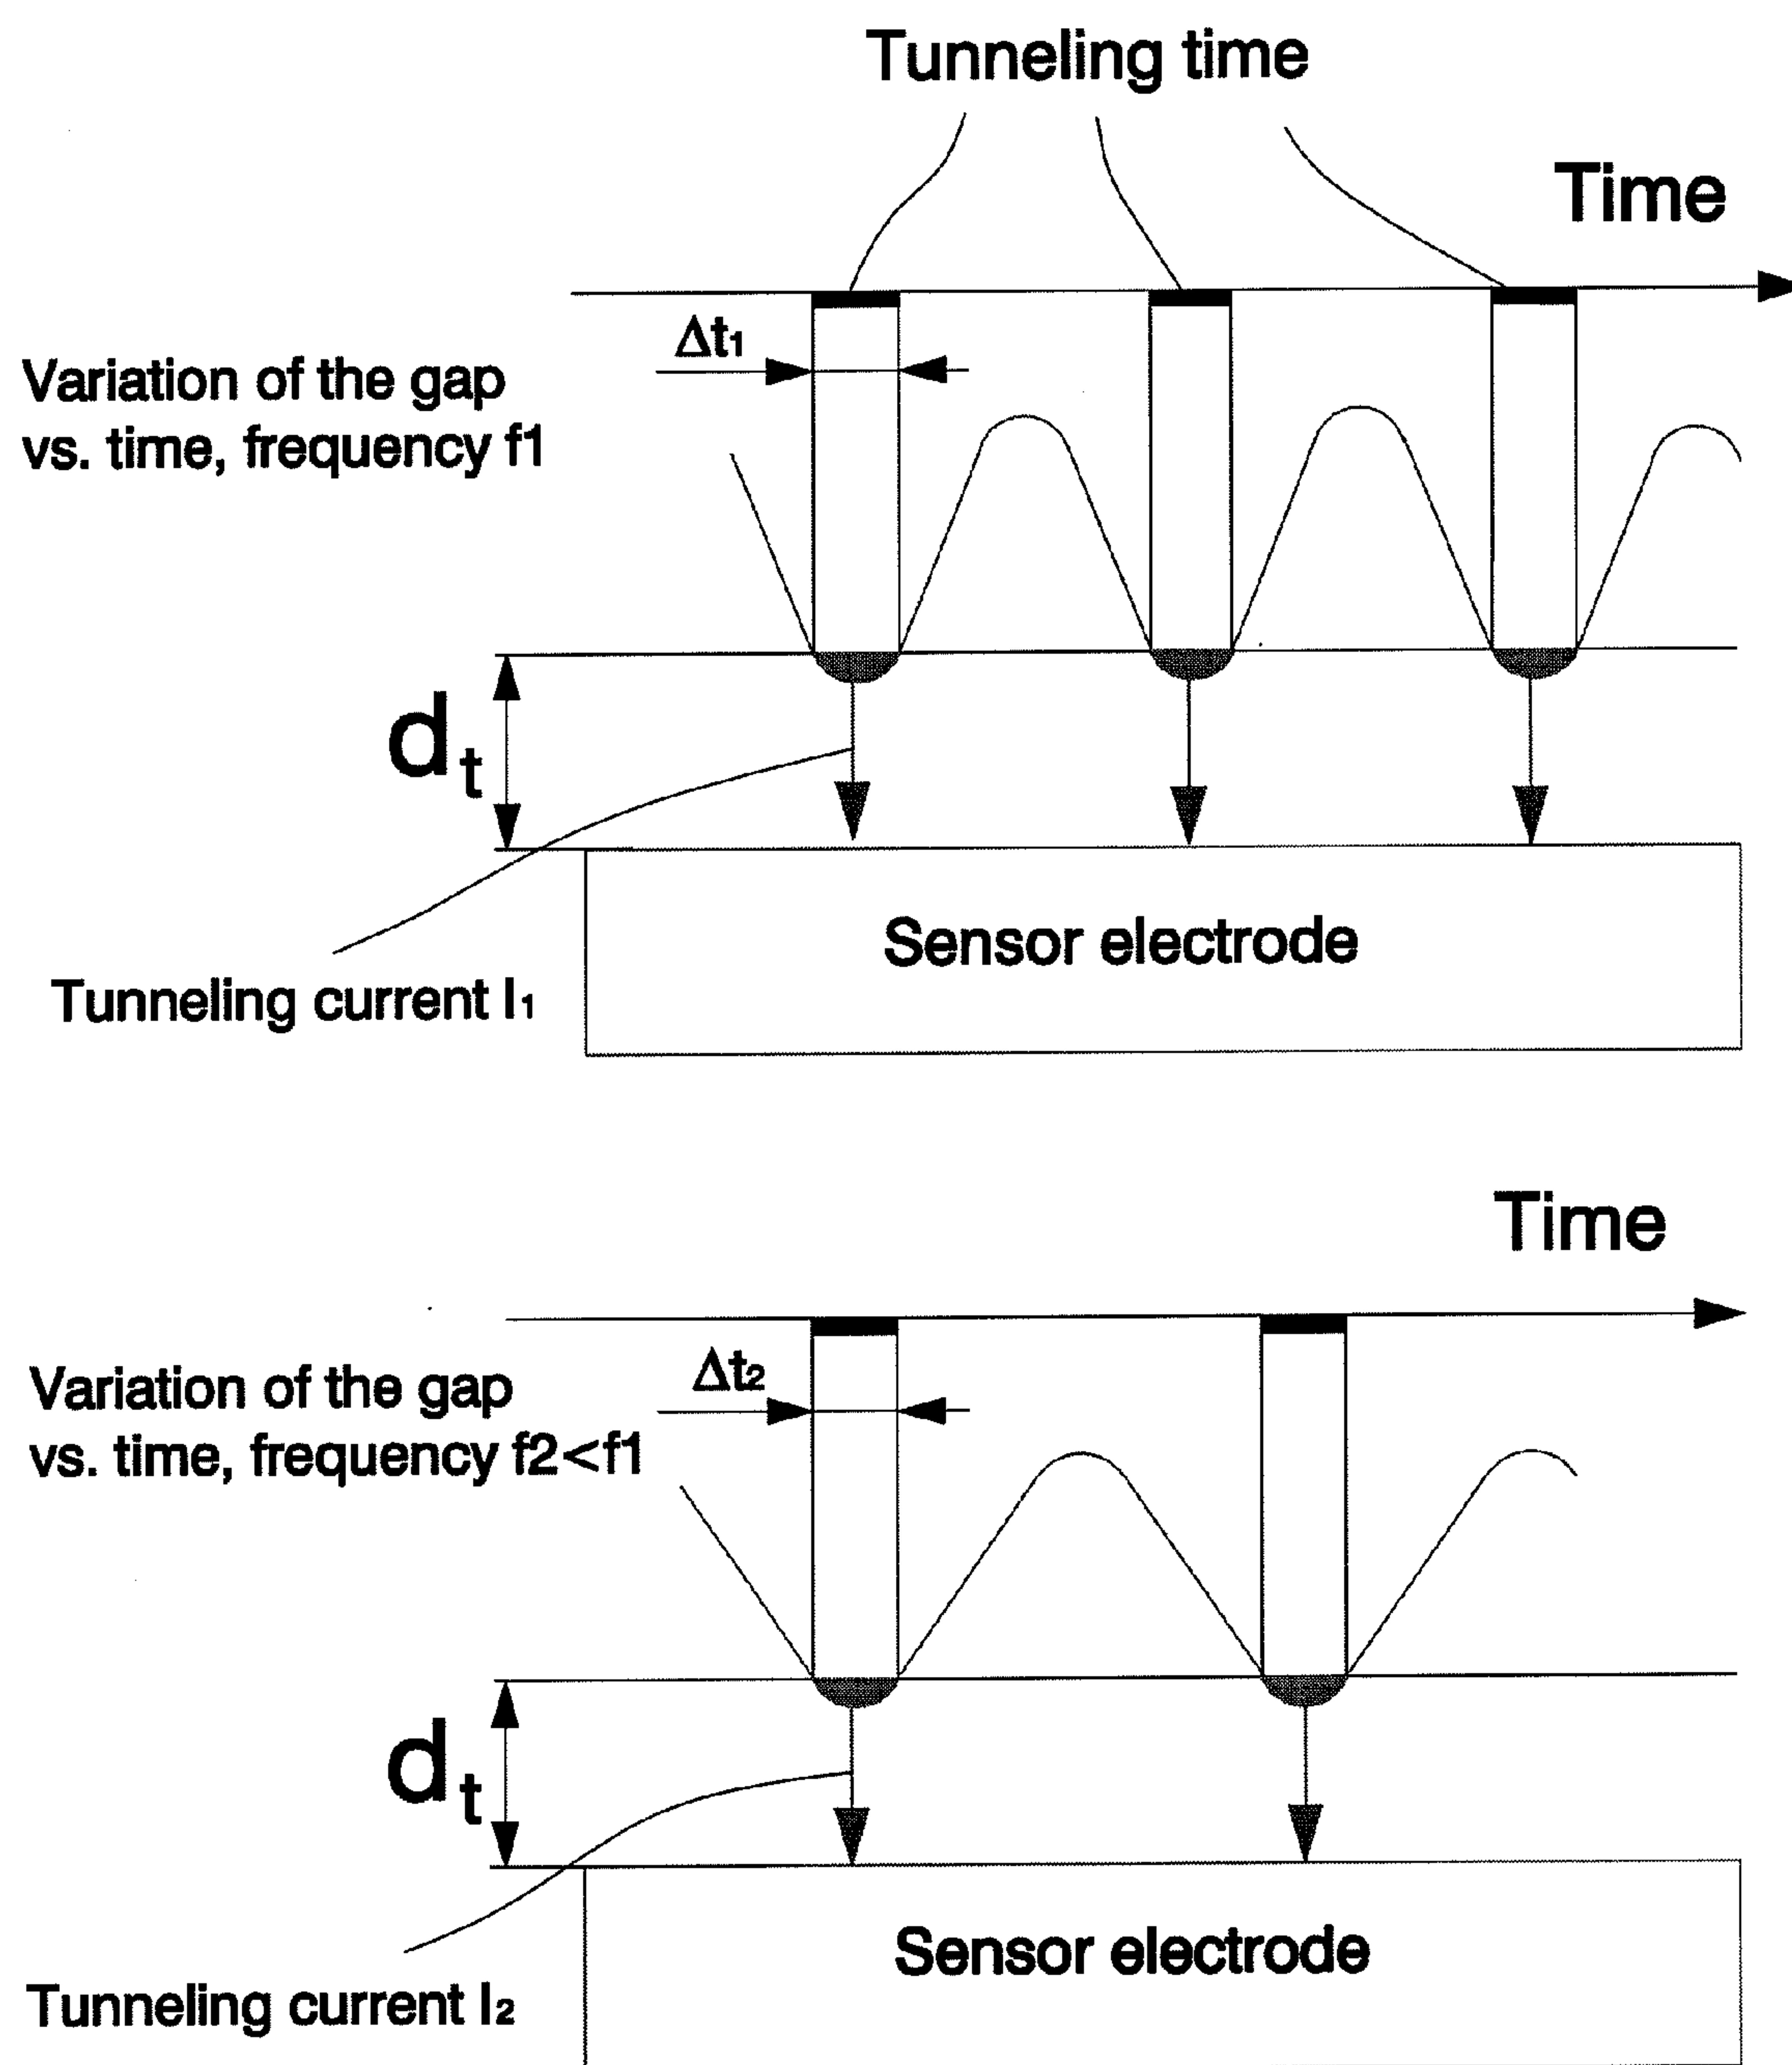 Tunneling time
Time
Δt1
Variation of the gap
vs. time, frequency f1
dt
Sensor electrode
Tunneling current I1
Time
Δt2
Variation of the gap
vs. time, frequency f2<f1
dt
Sensor electrode
Tunneling current I2